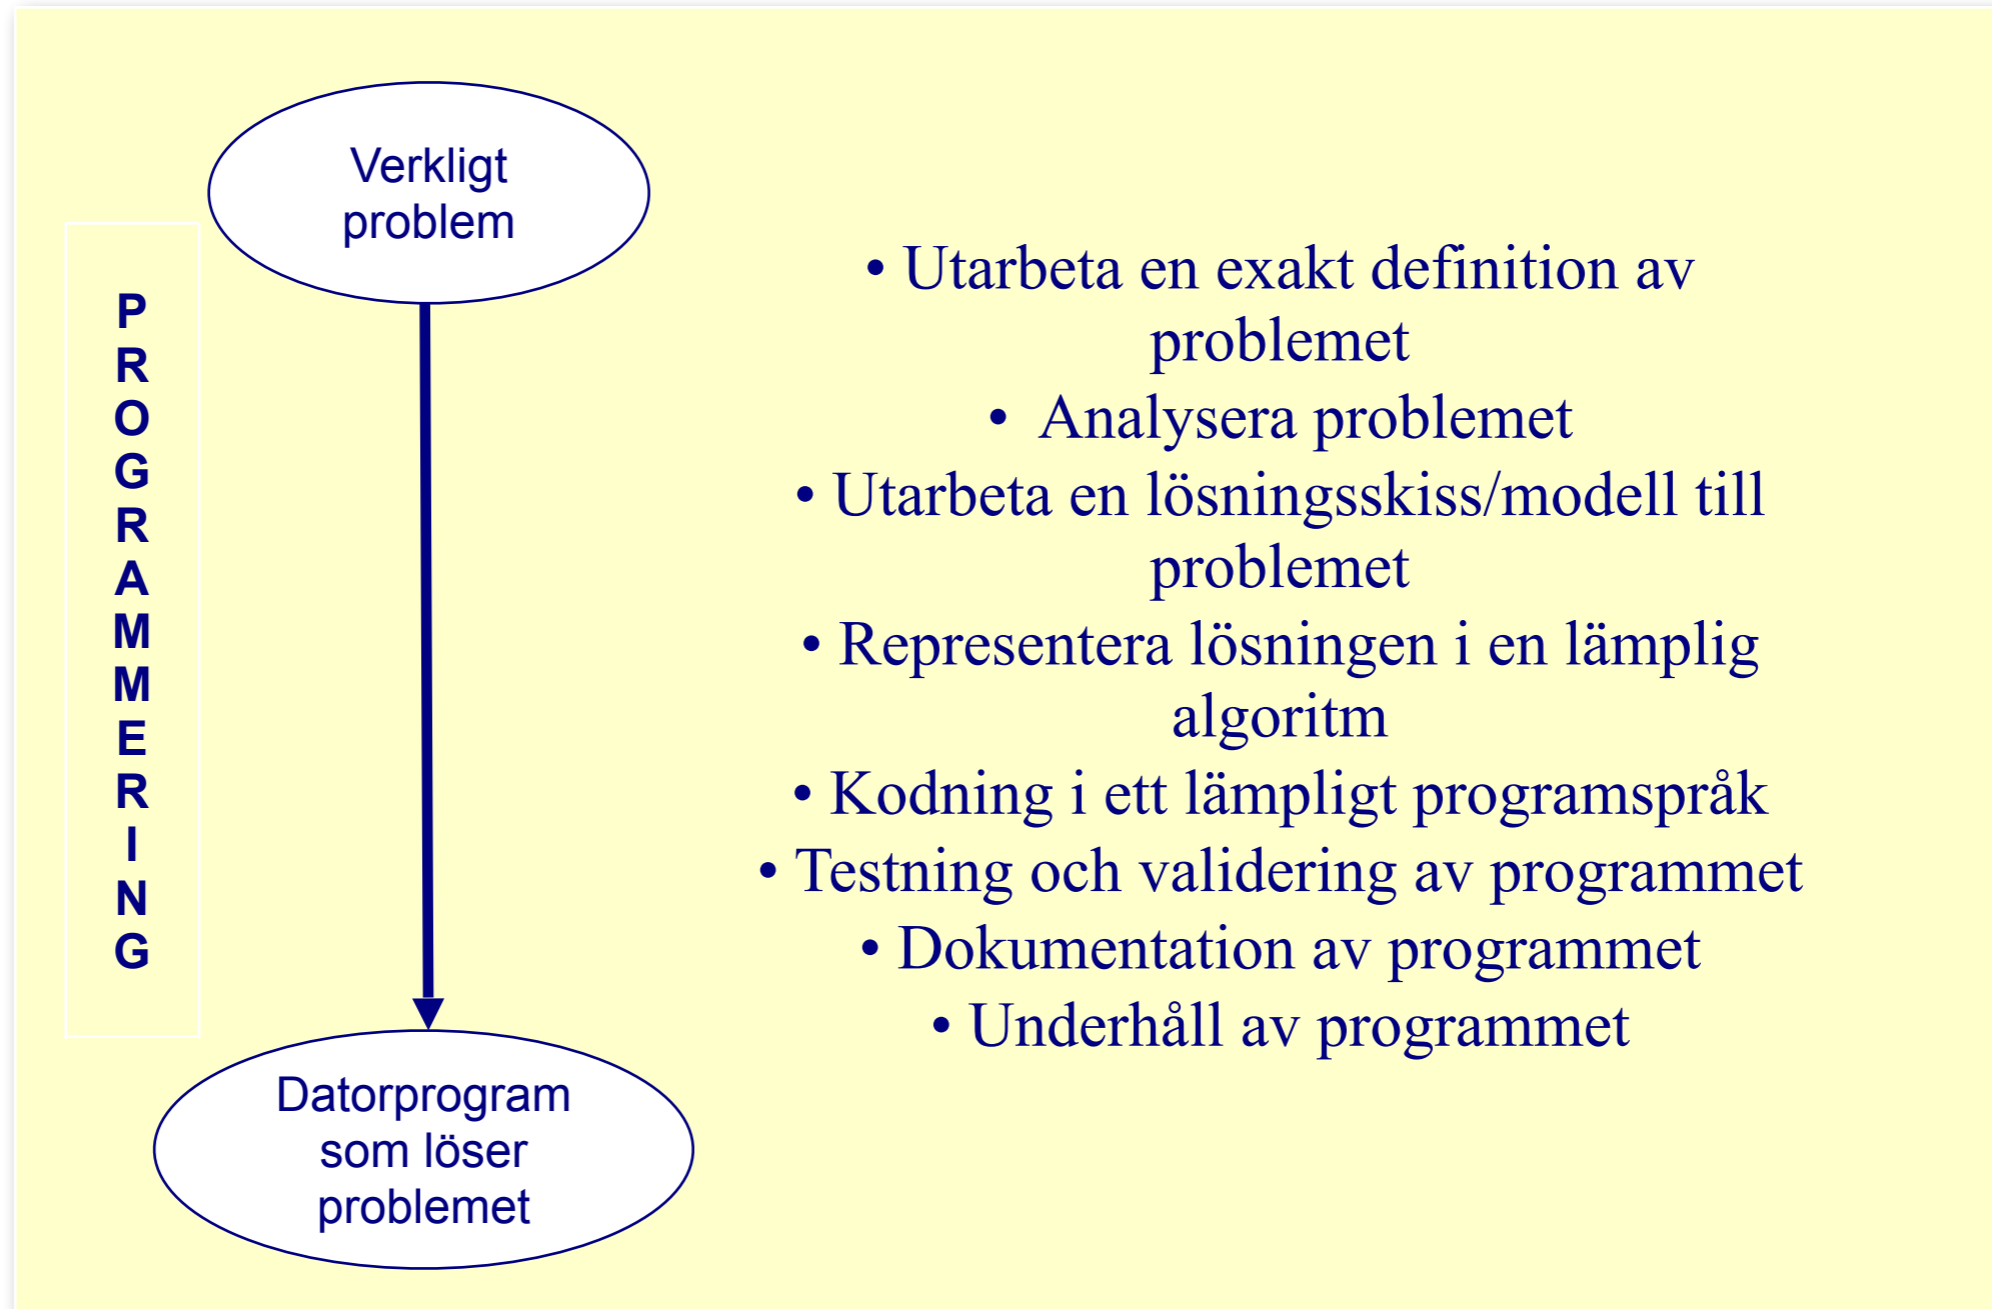 Verkligt
problem
P
R
O
G
R
A
M
M
E
R
I
N
G
Datorprogram
som löser
problemet
• Utarbeta en exakt definition av
problemet
• Analysera problemet
• Utarbeta en lösningsskiss/modell till
problemet
• Representera lösningen i en lämplig
algoritm
• Kodning i ett lämpligt programspråk
• Testning och validering av programmet
• Dokumentation av programmet
• Underhåll av programmet